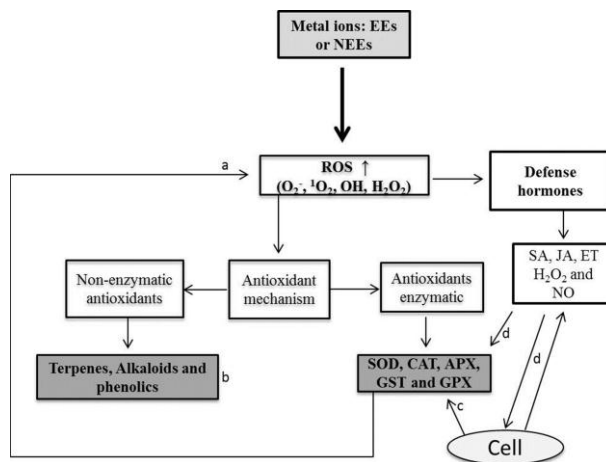 Metal ions: EEs
or NEEs
a
ROS ↑
(O₂⁻, ¹O₂, OH, H₂O₂)
Defense
hormones
Non-enzymatic
antioxidants
Antioxidant
mechanism
Antioxidants
enzymatic
SA, JA, ET
H₂O₂ and
NO
d
d
Terpenes, Alkaloids and
phenolics
b
SOD, CAT, APX,
GST and GPX
c
Cell